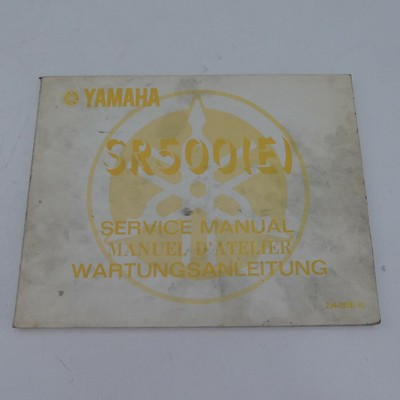 YAMAHA
SR500(E)
SERVICE MANUAL
MANUEL D'ATELIER
WARTUNGSANLEITUNG